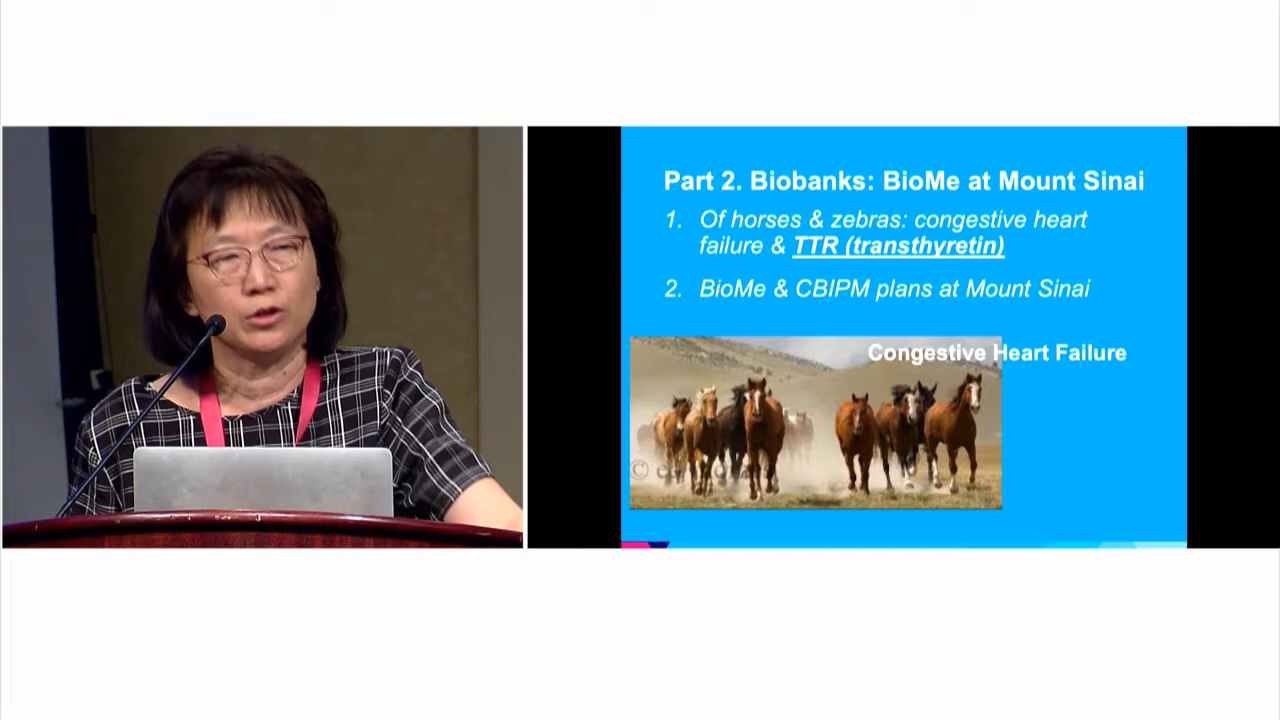 Part 2. Biobanks: BioMe at Mount Sinai
1. Of horses & zebras: congestive heart
failure & TTR (transthyretin)
2. BioMe & CBIPM plans at Mount Sinai
Congestive Heart Failure
©